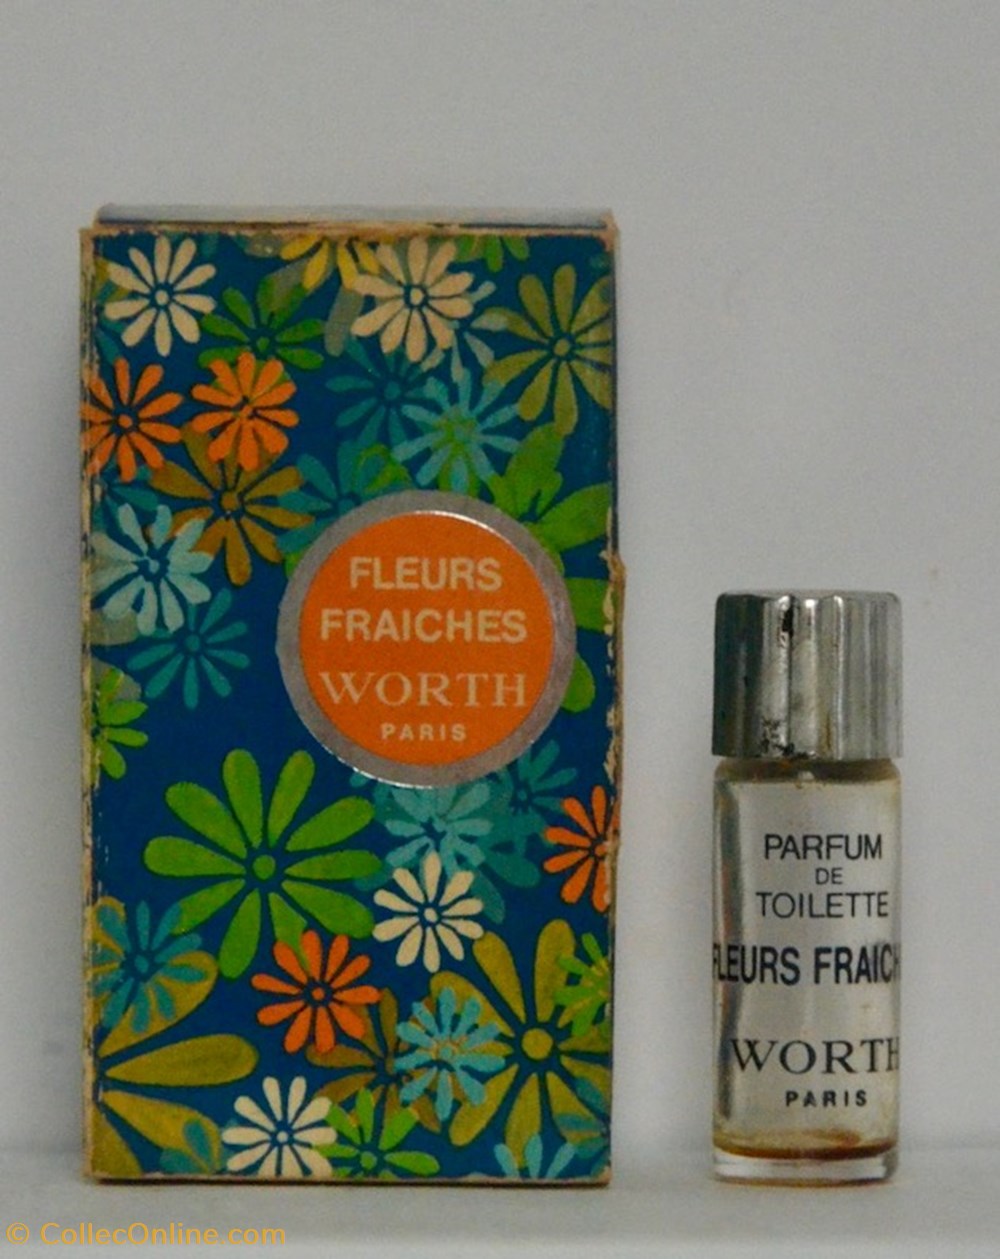 FLEURS
FRAICHES
WORTH
PARIS
PARFUM
DE
TOILETTE
FLEURS FRAICH
WORTH
PARIS
© CollecOnline.com